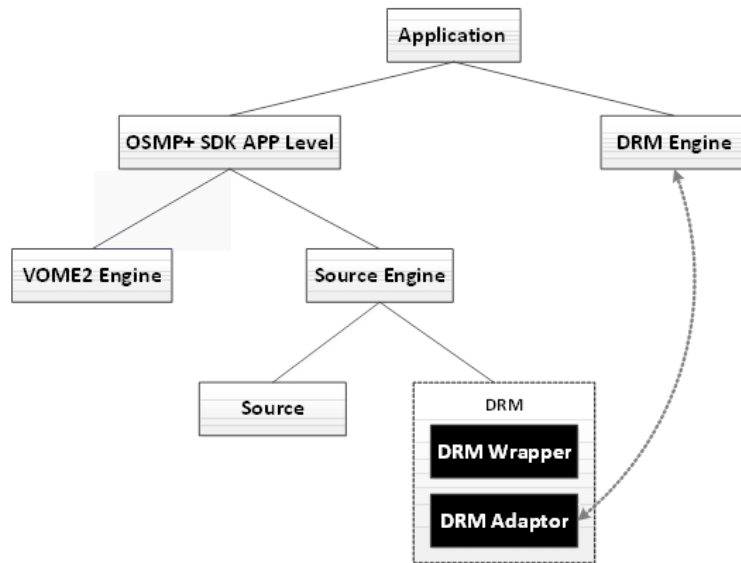 Application
OSMP+ SDK APP Level
DRM Engine
VOME2 Engine
Source Engine
Source
DRM
DRM Wrapper
DRM Adaptor